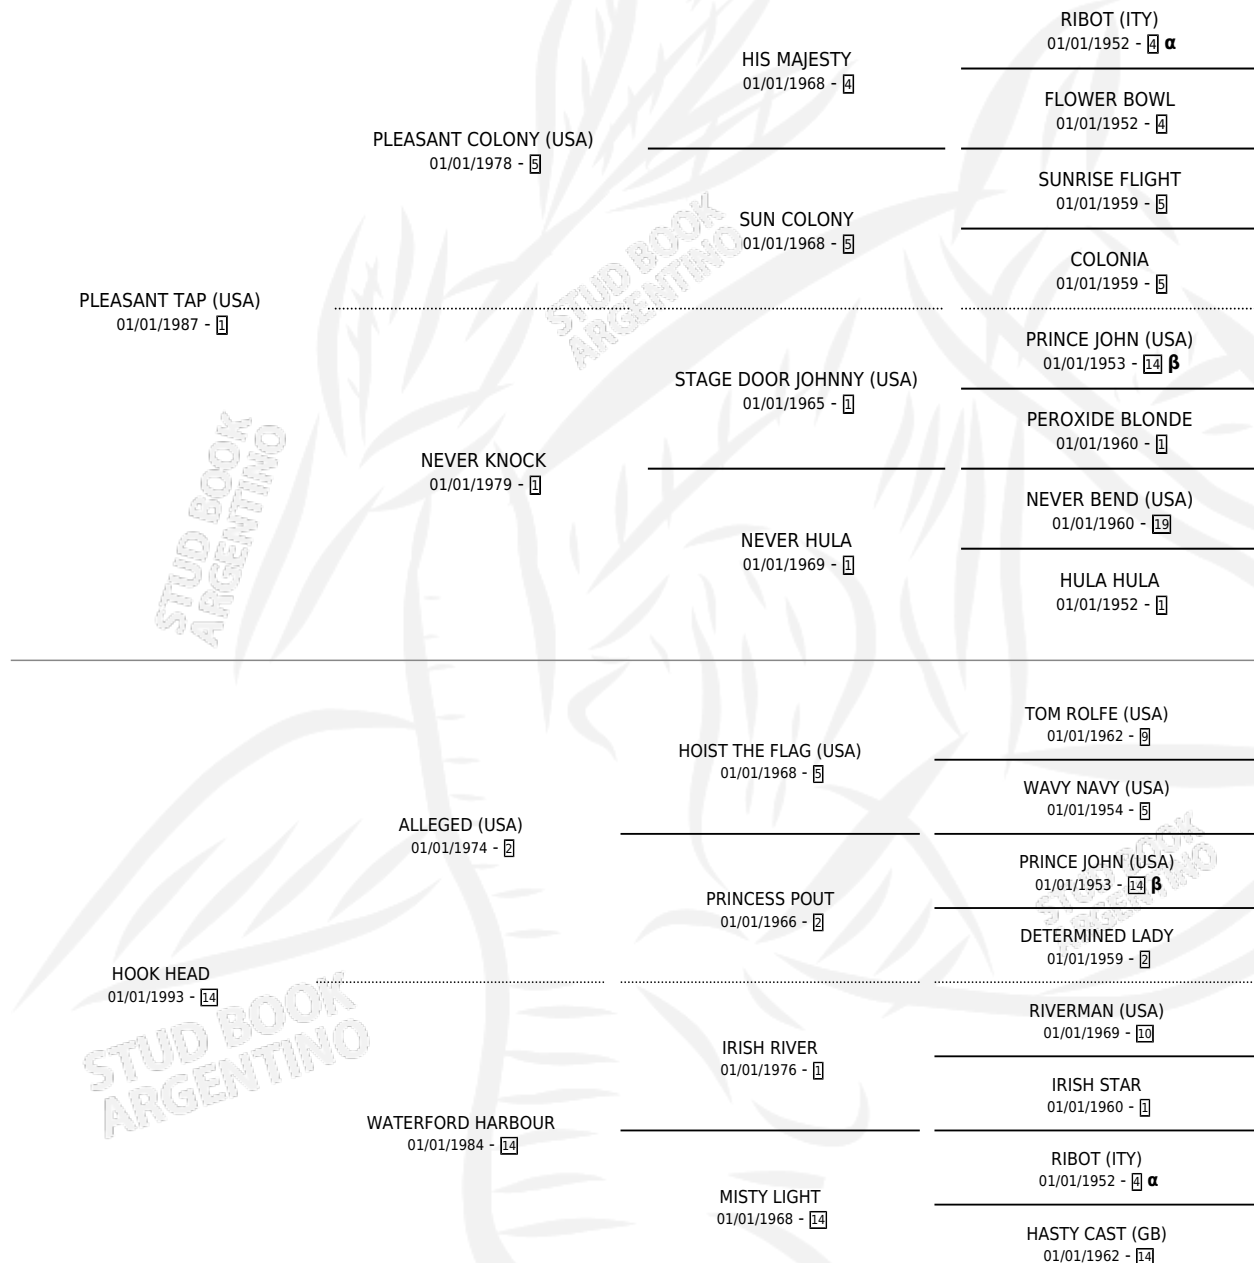 RIBOT (ITY)
01/01/1952 - 4 α
HIS MAJESTY
01/01/1968 - 4
FLOWER BOWL
01/01/1952 - 4
PLEASANT COLONY (USA)
01/01/1978 - 5
SUNRISE FLIGHT
01/01/1959 - 5
SUN COLONY
01/01/1968 - 5
COLONIA
01/01/1959 - 5
PLEASANT TAP (USA)
01/01/1987 - 1
PRINCE JOHN (USA)
01/01/1953 - 14 β
STAGE DOOR JOHNNY (USA)
01/01/1965 - 1
PEROXIDE BLONDE
01/01/1960 - 1
NEVER KNOCK
01/01/1979 - 1
NEVER BEND (USA)
01/01/1960 - 19
NEVER HULA
01/01/1969 - 1
HULA HULA
01/01/1952 - 1
TOM ROLFE (USA)
01/01/1962 - 9
HOIST THE FLAG (USA)
01/01/1968 - 5
WAVY NAVY (USA)
01/01/1954 - 5
ALLEGED (USA)
01/01/1974 - 2
PRINCE JOHN (USA)
01/01/1953 - 14 β
PRINCESS POUT
01/01/1966 - 2
DETERMINED LADY
01/01/1959 - 2
HOOK HEAD
01/01/1993 - 14
RIVERMAN (USA)
01/01/1969 - 10
IRISH RIVER
01/01/1976 - 1
IRISH STAR
01/01/1960 - 1
WATERFORD HARBOUR
01/01/1984 - 14
RIBOT (ITY)
01/01/1952 - 4 α
MISTY LIGHT
01/01/1968 - 14
HASTY CAST (GB)
01/01/1962 - 14
STUD BOOK
ARGENTINO
STUD BOOK
ARGENTINO
STUD BOOK
ARGENTINO
STUD BOOK
ARGENTINO